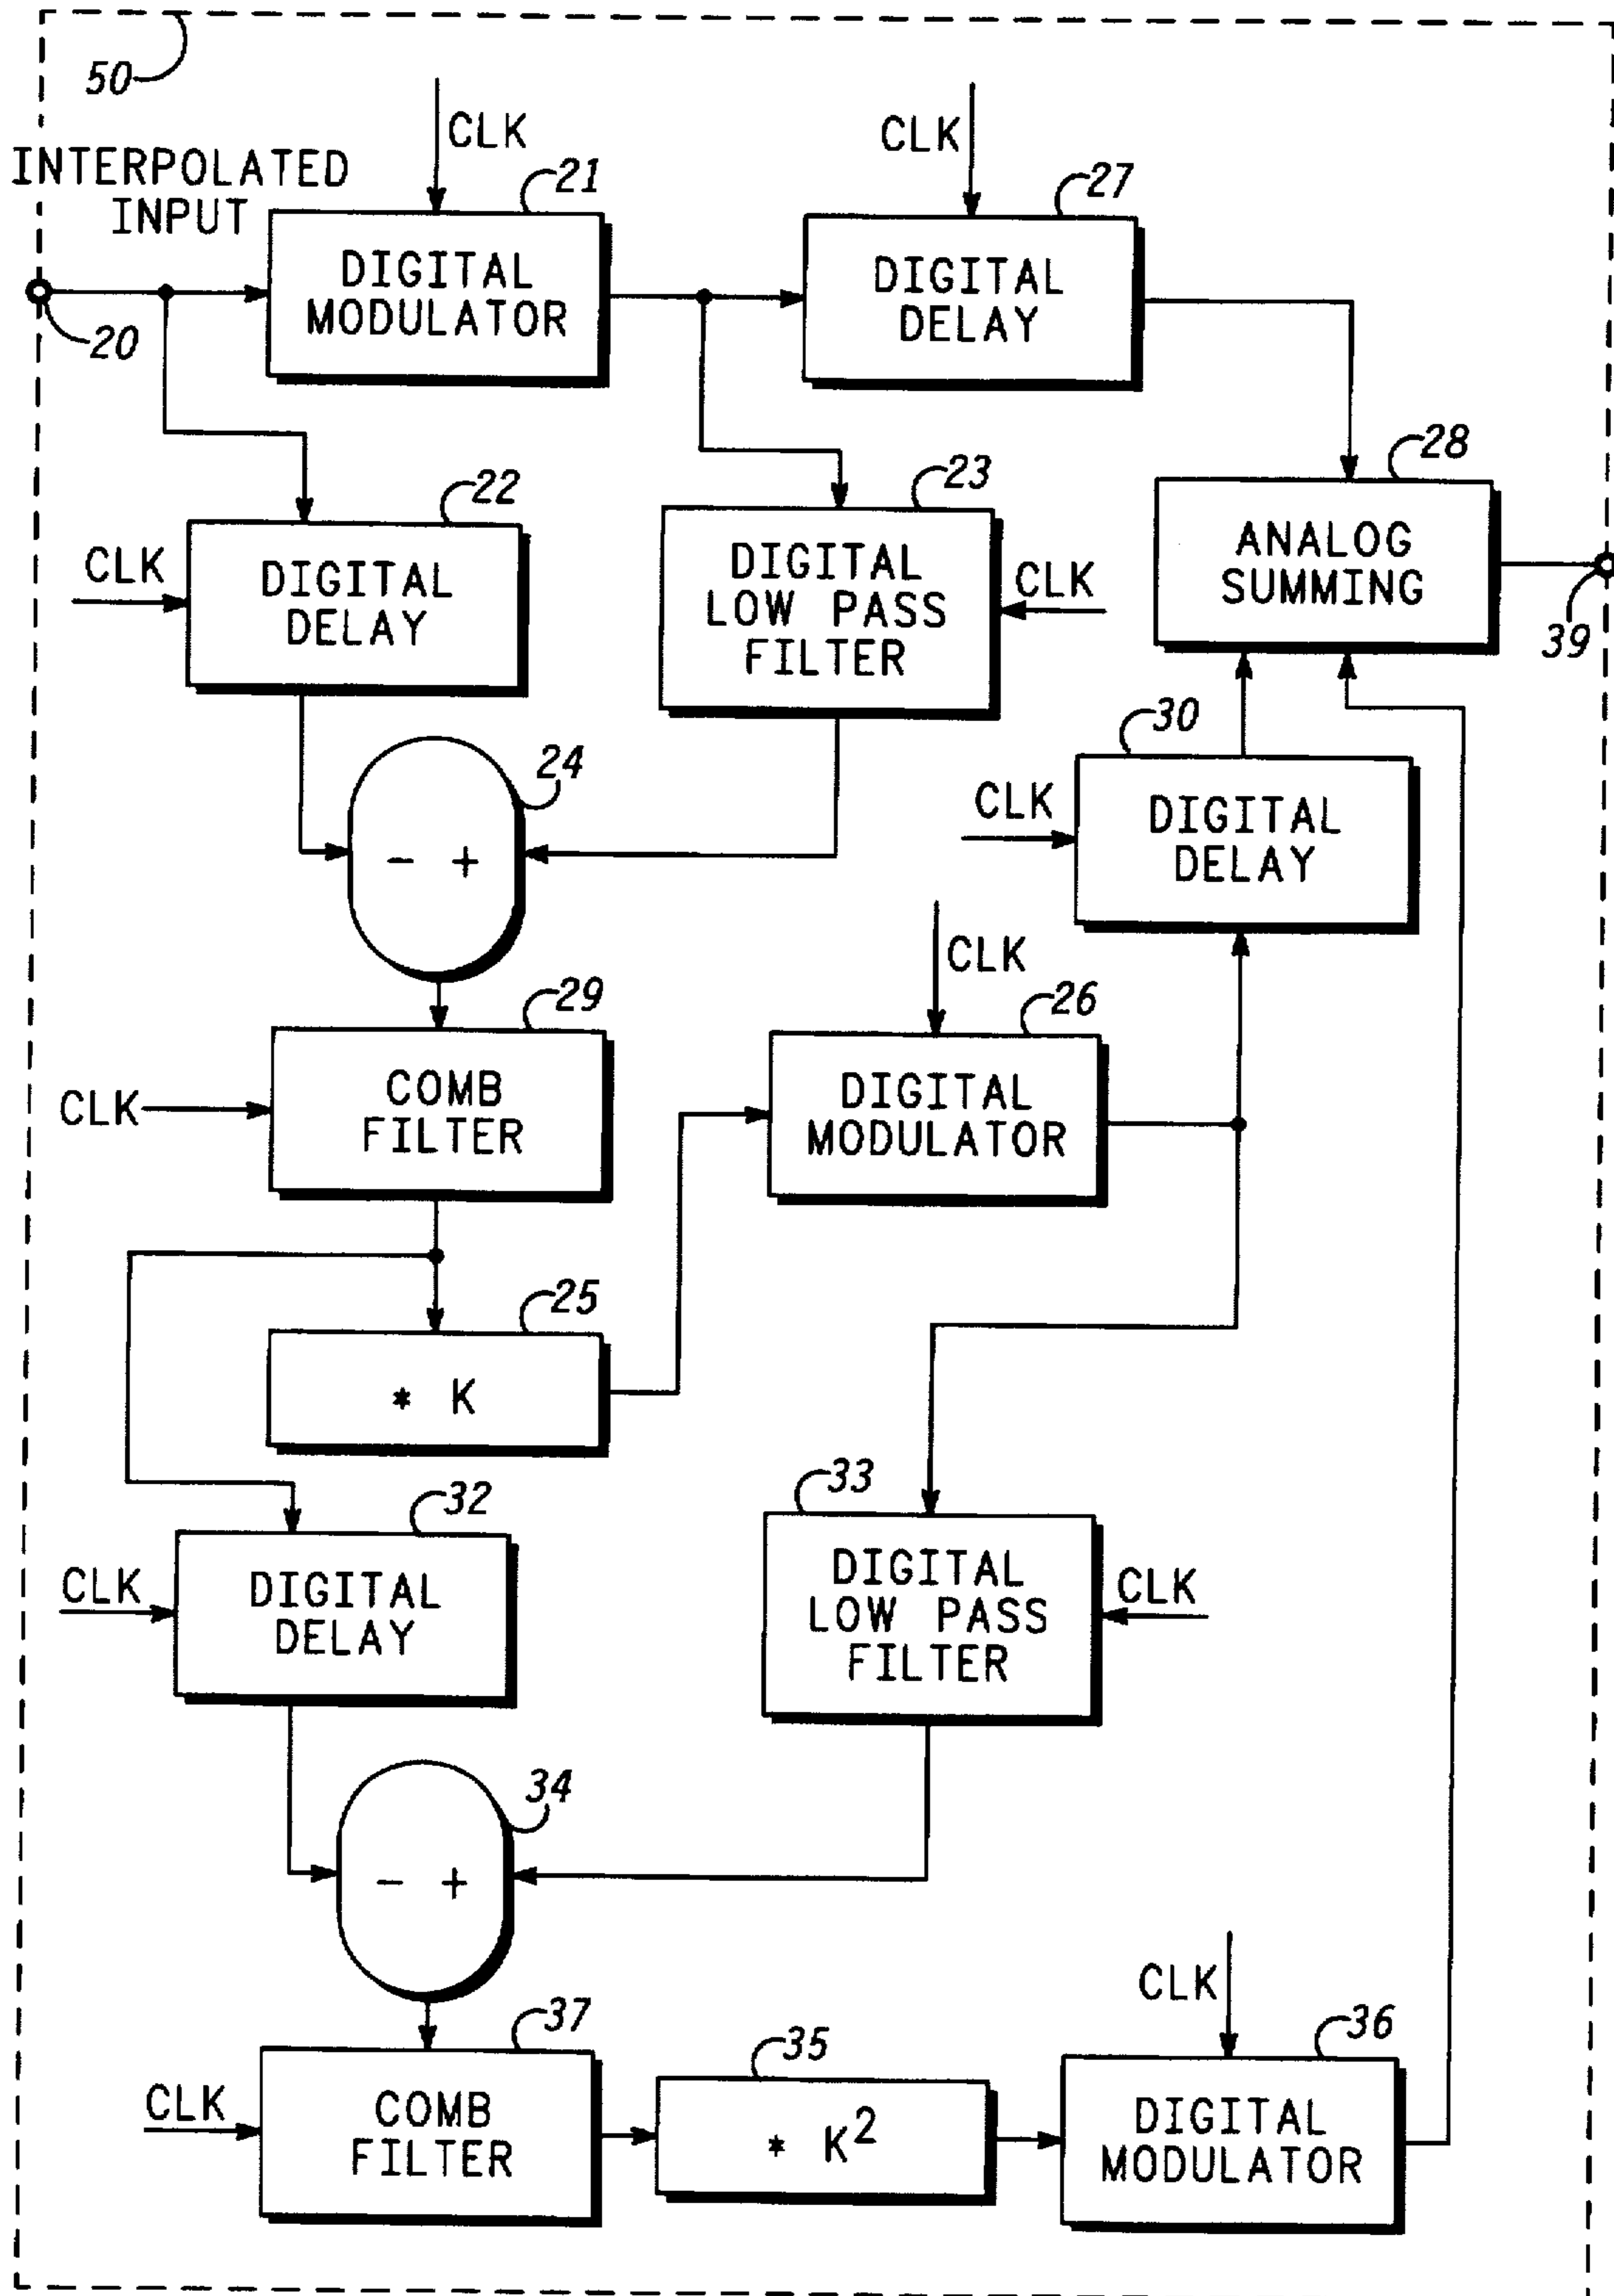 50
CLK
CLK
INTERPOLATED
INPUT
21
27
DIGITAL
MODULATOR
DIGITAL
DELAY
20
28
22
23
ANALOG
SUMMING
CLK
DIGITAL
DELAY
DIGITAL
LOW PASS
FILTER
CLK
39
30
24
CLK
DIGITAL
DELAY
- +
CLK
29
26
COMB
FILTER
CLK
DIGITAL
MODULATOR
25
* K
33
32
DIGITAL
LOW PASS
FILTER
CLK
CLK
DIGITAL
DELAY
34
- +
CLK
37
35
36
CLK
COMB
FILTER
* K²
DIGITAL
MODULATOR